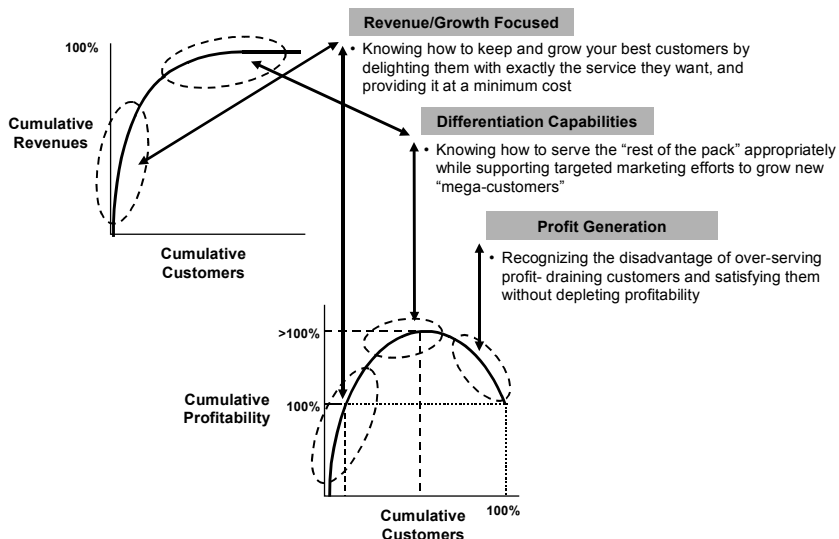 Revenue/Growth Focused
• Knowing how to keep and grow your best customers by
delighting them with exactly the service they want, and
providing it at a minimum cost
100%
Cumulative
Revenues
Cumulative
Customers
Differentiation Capabilities
• Knowing how to serve the “rest of the pack” appropriately
while supporting targeted marketing efforts to grow new
“mega-customers”
Profit Generation
• Recognizing the disadvantage of over-serving
profit- draining customers and satisfying them
without depleting profitability
>100%
Cumulative
Profitability
100%
100%
Cumulative
Customers